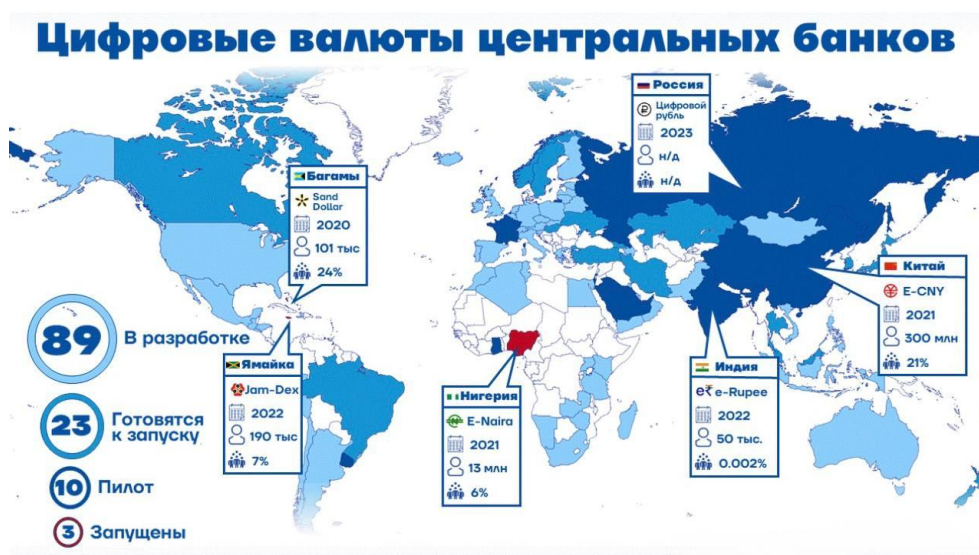 Цифровые валюты центральных банков
Россия
Цифровой
рубль
2023
н/д
н/д
Багамы
Sand
Dollar
2020
101 тыс
24%
Китай
E-CNY
2021
300 млн
21%
89
В разработке
Ямайка
Jam-Dex
2022
190 тыс
7%
Нигерия
E-Naira
2021
13 млн
6%
Индия
e₹ e-Rupee
2022
50 тыс.
0.002%
23
Готовятся
к запуску
10
Пилот
3
Запущены